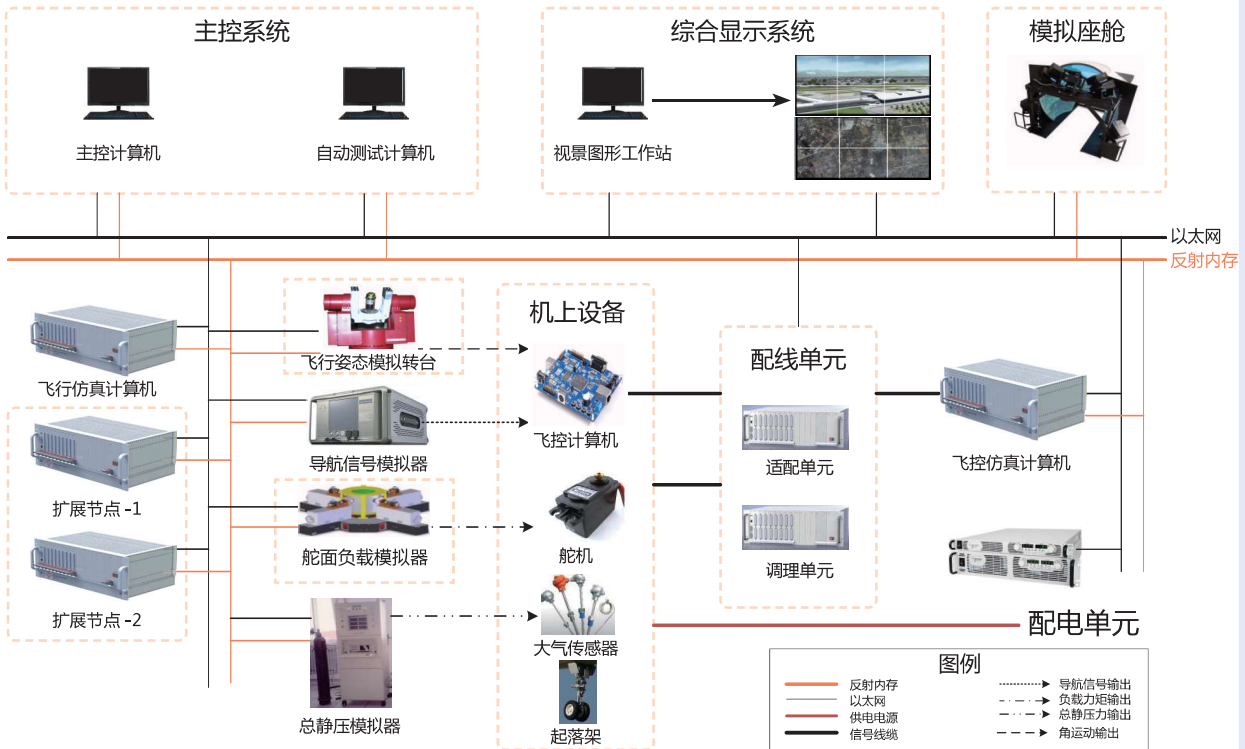 主控系统
主控计算机
自动测试计算机
综合显示系统
视景图形工作站
模拟座舱
以太网
反射内存
飞行仿真计算机
扩展节点-1
扩展节点-2
飞行姿态模拟转台
导航信号模拟器
舵面负载模拟器
总静压模拟器
机上设备
飞控计算机
舵机
大气传感器
起落架
配线单元
适配单元
调理单元
飞控仿真计算机
配电单元
图例
反射内存
以太网
供电电源
信号线缆
导航信号输出
负载力矩输出
总静压力输出
角运动输出